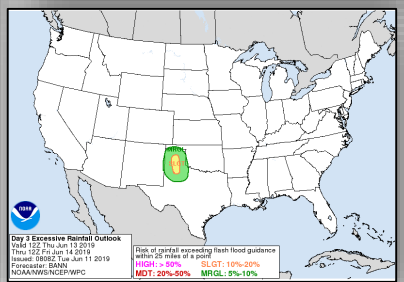 MRGL
noaa
Day 3 Excessive Rainfall Outlook
Valid 12Z Thu Jun 13 2019
Thru 12Z Fri Jun 14 2019
Issued: 0808Z Tue Jun 11 2019
Forecaster: BANN
NOAA/NWS/NCEP/WPC
Risk of rainfall exceeding flash flood guidance
within 25 miles of a point
HIGH: > 50% SLGT: 10%-20%
MDT: 20%-50% MRGL: 5%-10%